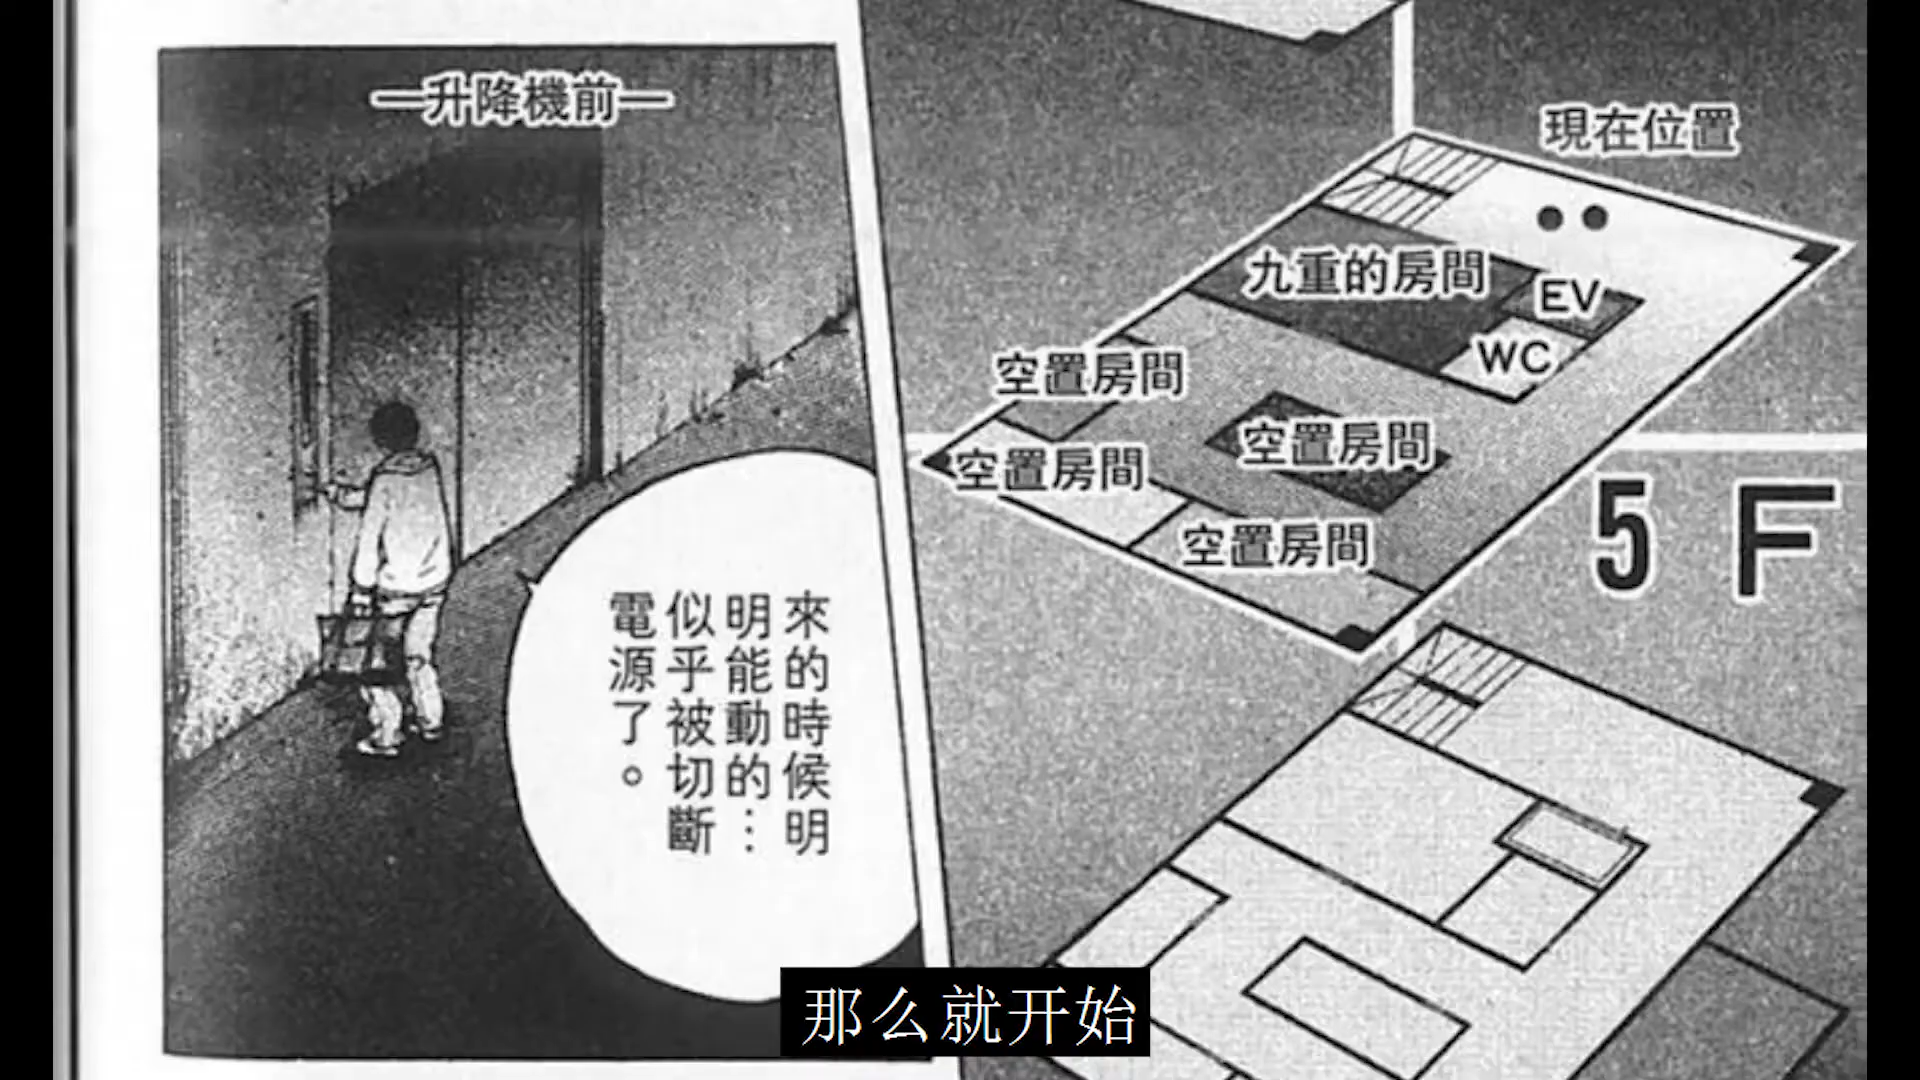 —升降機前—
來的時候明
明能動的…
似乎被切斷
電源了。
現在位置
九重的房間
EV
WC
空置房間
空置房間
空置房間
空置房間
5F
那么就开始